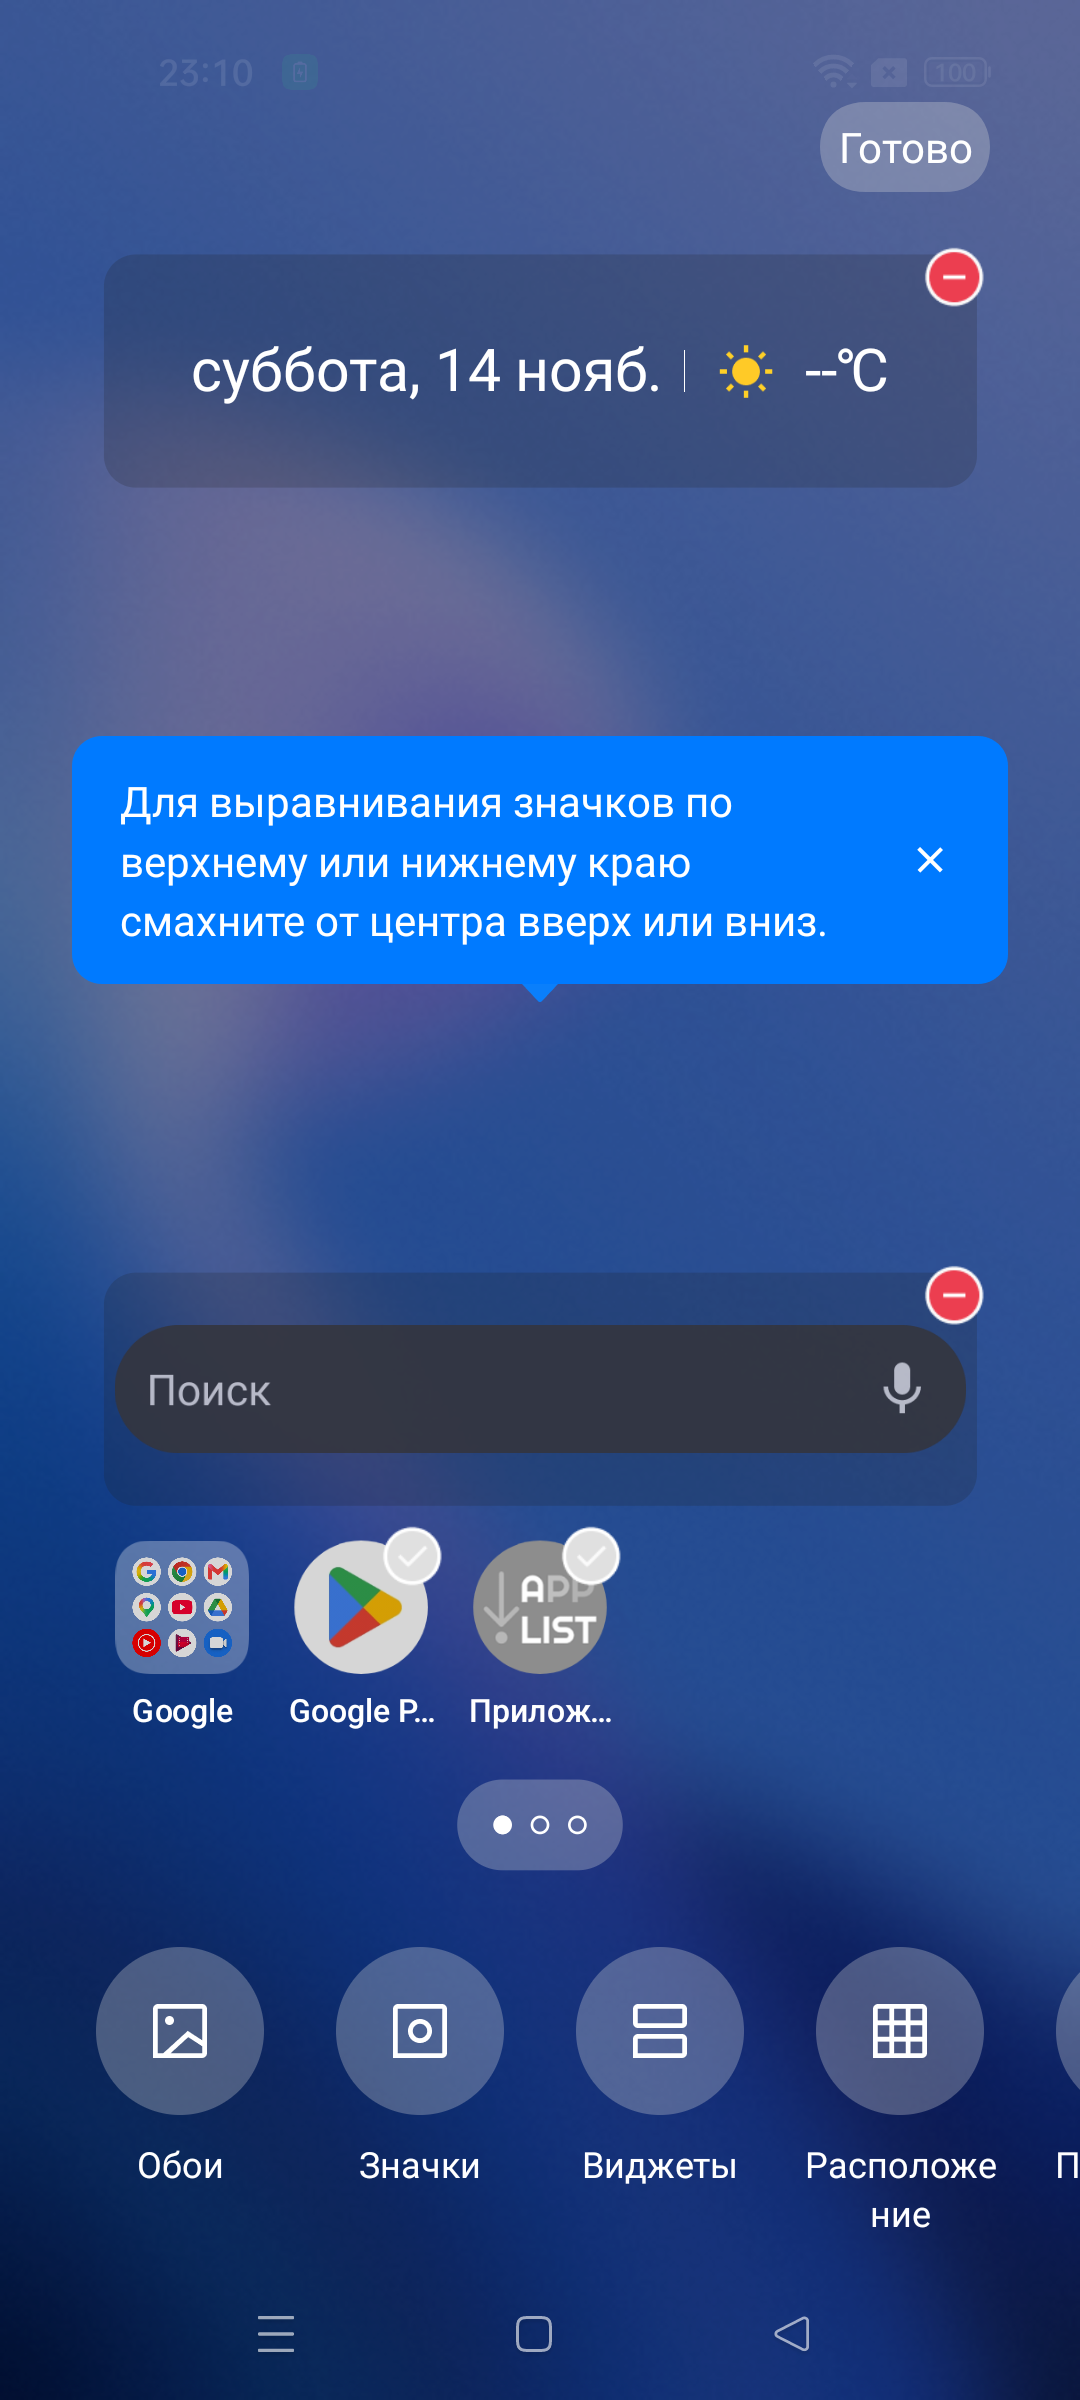 23:10
100
Готово
суббота, 14 нояб. --°C
Для выравнивания значков по
верхнему или нижнему краю
смахните от центра вверх или вниз.
Поиск
APP
LIST
Google
Google P...
Прилож...
Обои
Значки
Виджеты
Расположе
ние
П